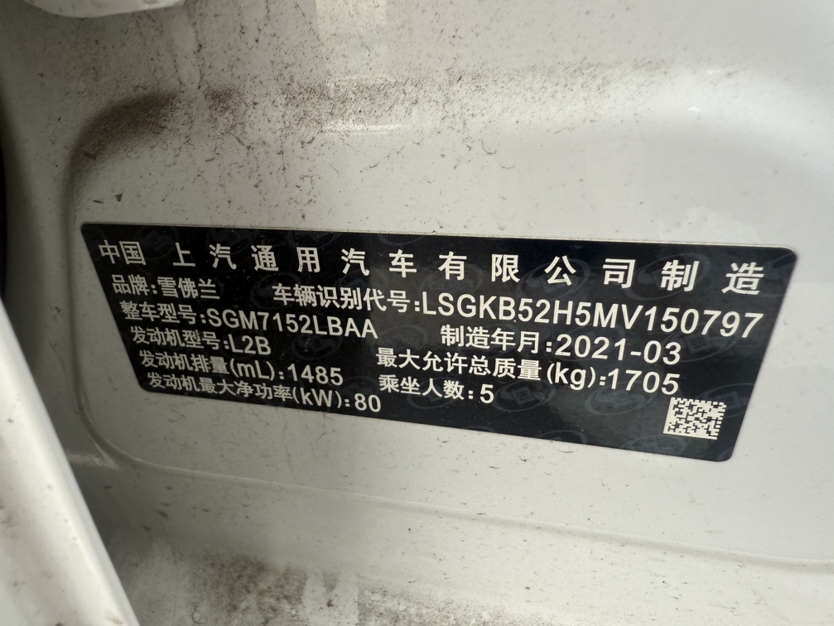 中国 上汽通用汽车有限公司制造
品牌:雪佛兰 车辆识别代号:LSGKB52H5MV150797
整车型号:SGM7152LBAA 制造年月:2021-03
发动机型号:L2B 最大允许总质量(kg):1705
发动机排量(mL):1485 乘坐人数:5
发动机最大净功率(kW):80